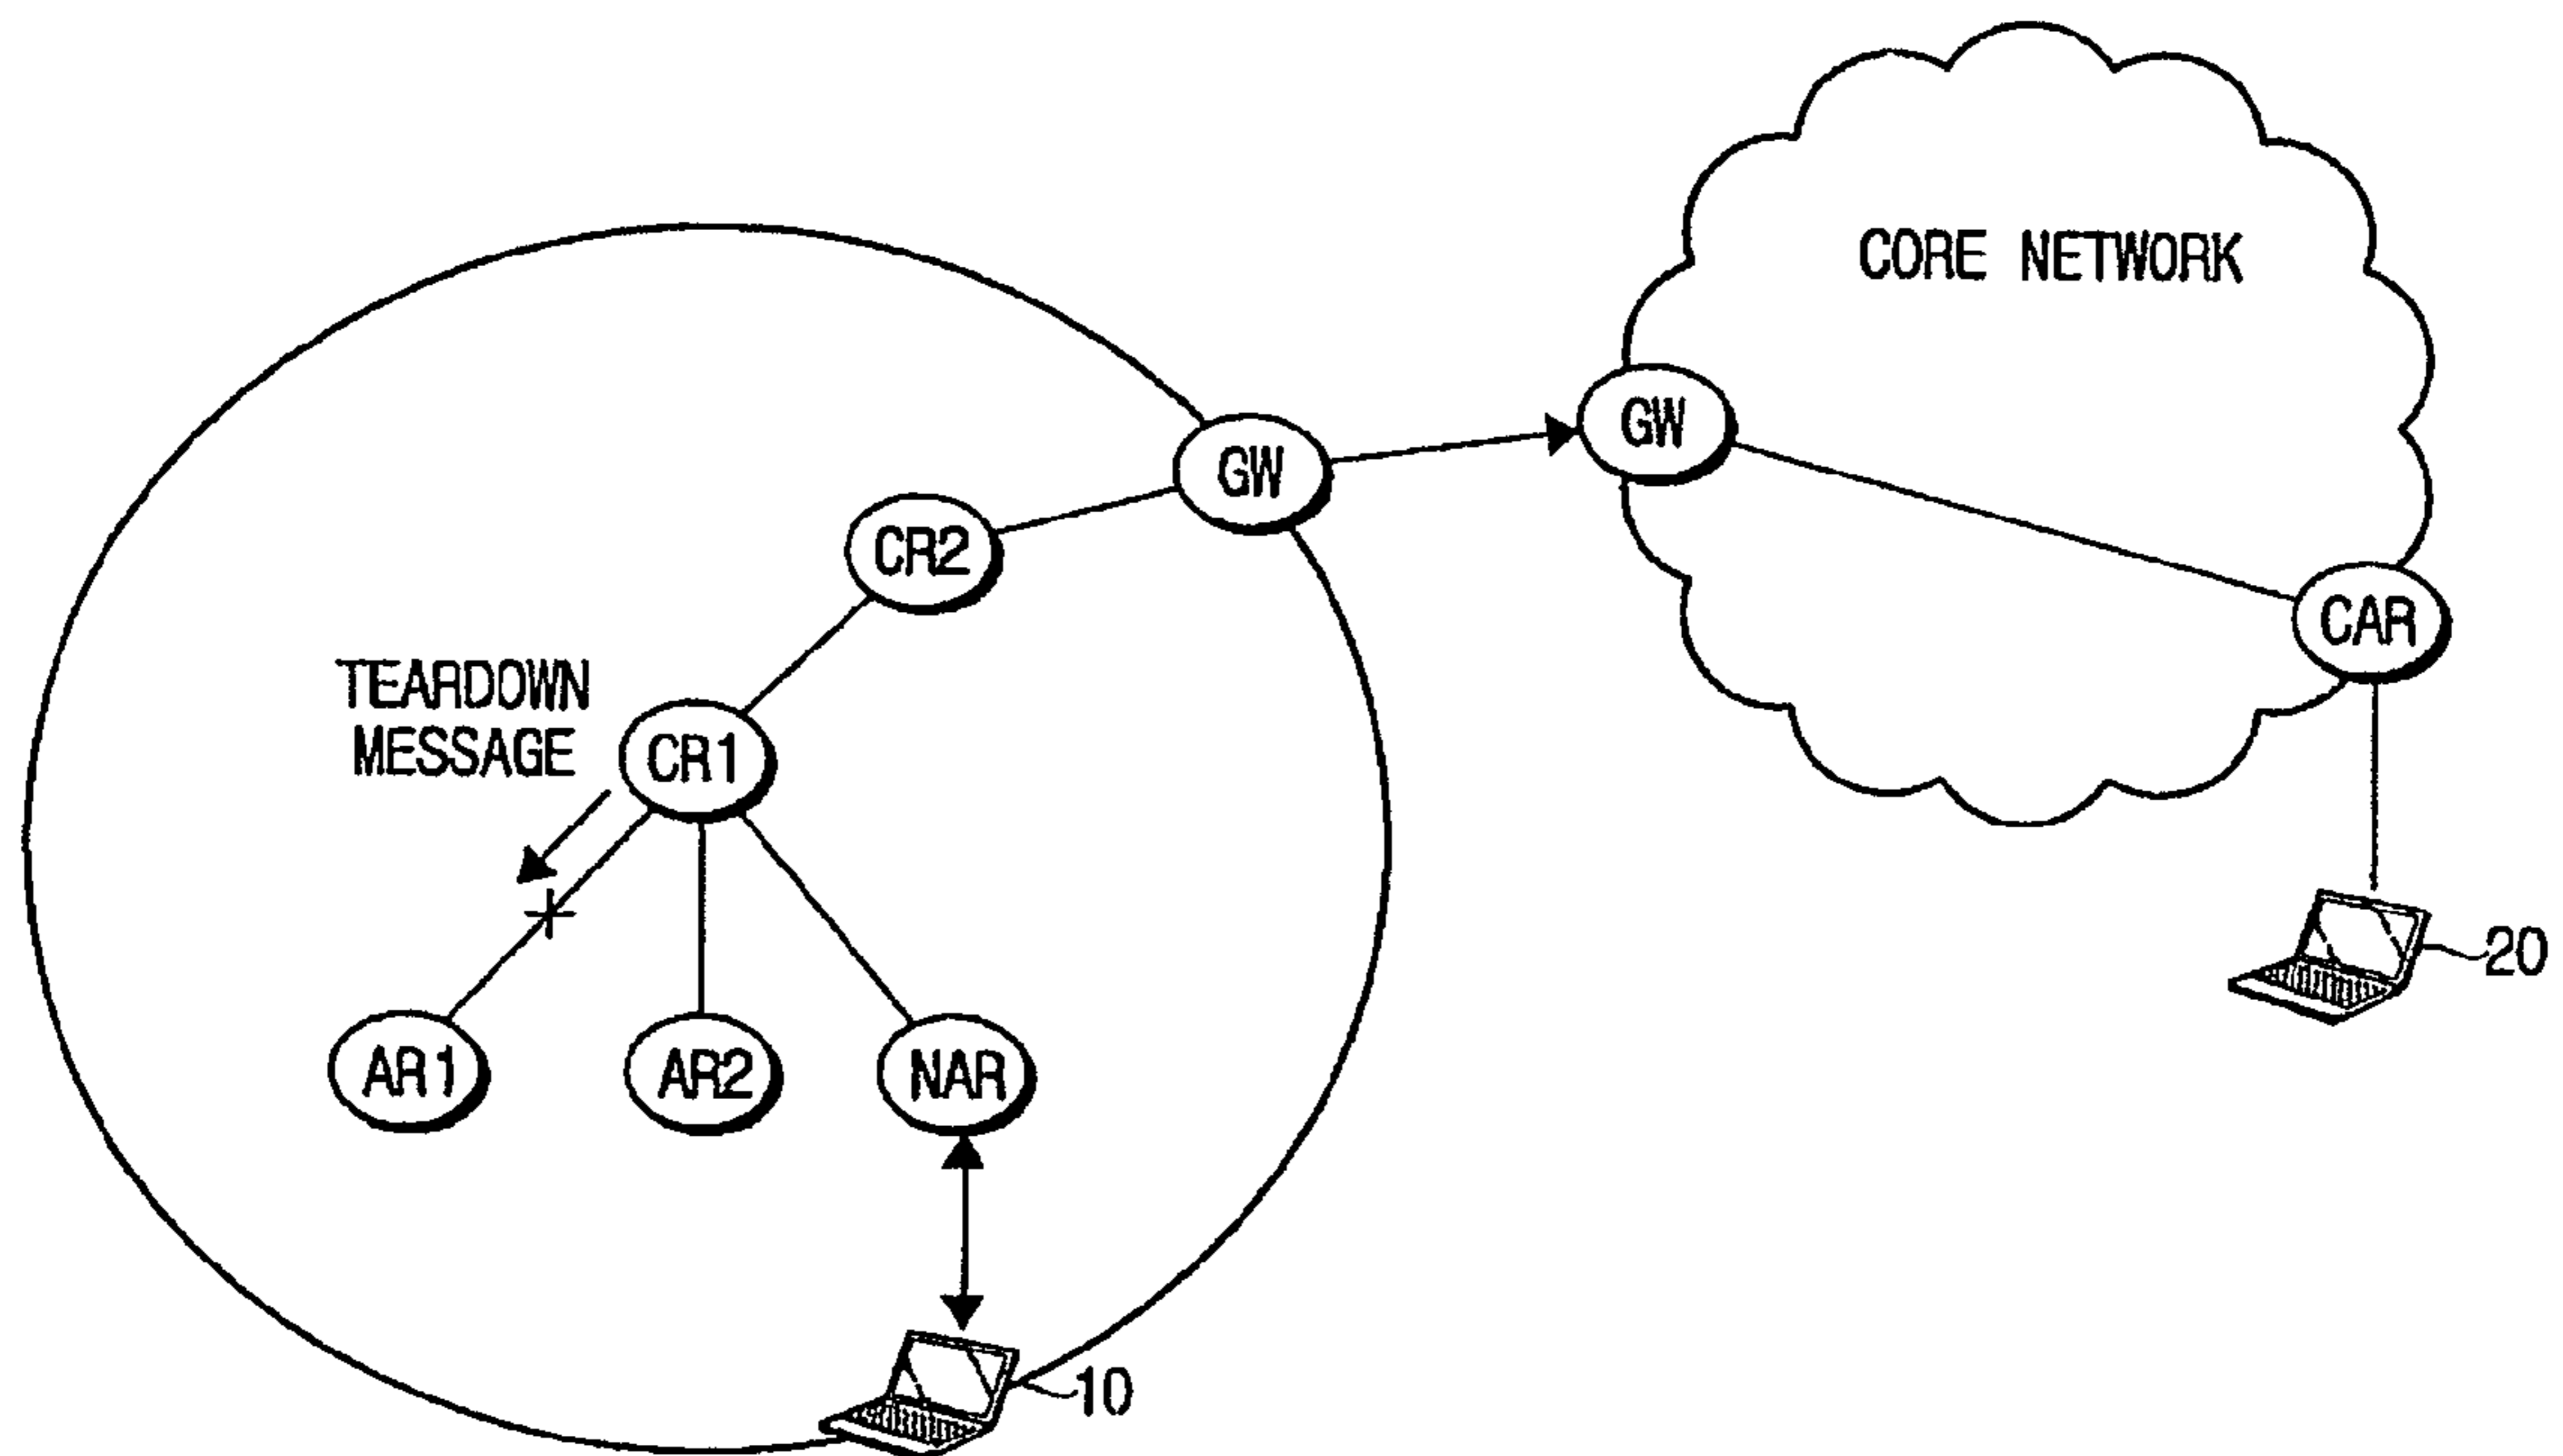 CORE NETWORK
GW
GW
CR2
CAR
TEARDOWN
MESSAGE
CR1
20
AR1
AR2
NAR
10